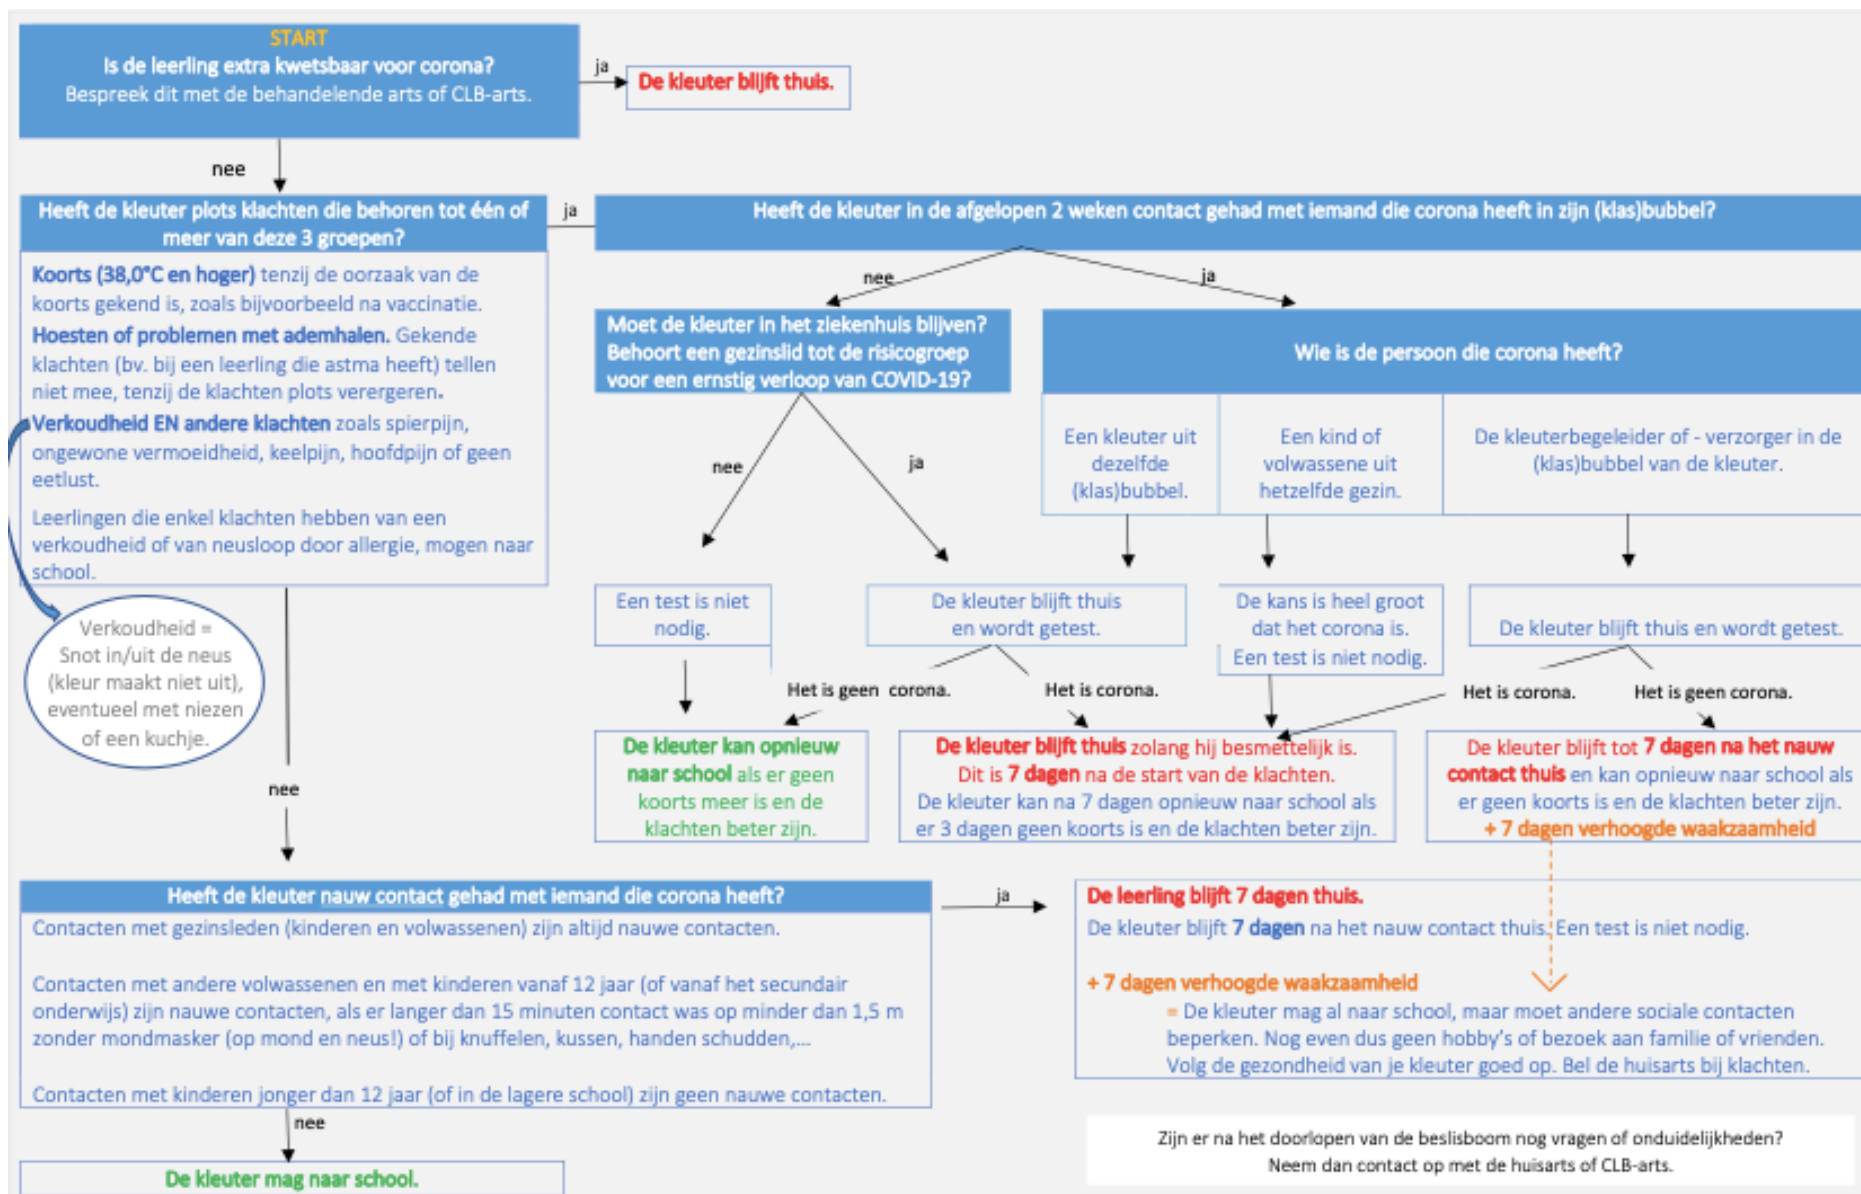 START
Is de leerling extra kwetsbaar voor corona?
Bespreek dit met de behandelende arts of CLB-arts.
ja
De kleuter blijft thuis.
nee
Heeft de kleuter plots klachten die behoren tot één of
meer van deze 3 groepen?
ja
Heeft de kleuter in de afgelopen 2 weken contact gehad met iemand die corona heeft in zijn (klas)bubbel?
Koorts (38,0°C en hoger) tenzij de oorzaak van de
koorts gekend is, zoals bijvoorbeeld na vaccinatie.
Hoesten of problemen met ademhalen. Gekende
klachten (bv. bij een leerling die astma heeft) tellen
niet mee, tenzij de klachten plots verergeren.
Verkoudheid EN andere klachten zoals spierpijn,
ongewone vermoeidheid, keelpijn, hoofdpijn of geen
eetlust.
Leerlingen die enkel klachten hebben van een
verkoudheid of van neusloop door allergie, mogen naar
school.
Verkoudheid =
Snot in/uit de neus
(kleur maakt niet uit),
eventueel met niezen
of een kuchje.
nee
nee
ja
Moet de kleuter in het ziekenhuis blijven?
Behoort een gezinslid tot de risicogroep
voor een ernstig verloop van COVID-19?
Wie is de persoon die corona heeft?
nee
ja
Een kleuter uit
dezelfde
(klas)bubbel.
Een kind of
volwassene uit
hetzelfde gezin.
De kleuterbegeleider of - verzorger in de
(klas)bubbel van de kleuter.
Een test is niet
nodig.
De kleuter blijft thuis
en wordt getest.
De kans is heel groot
dat het corona is.
Een test is niet nodig.
De kleuter blijft thuis en wordt getest.
Het is geen corona.
Het is corona.
Het is corona.
Het is geen corona.
De kleuter kan opnieuw
naar school als er geen
koorts meer is en de
klachten beter zijn.
De kleuter blijft thuis zolang hij besmettelijk is.
Dit is 7 dagen na de start van de klachten.
De kleuter kan na 7 dagen opnieuw naar school als
er 3 dagen geen koorts is en de klachten beter zijn.
De kleuter blijft tot 7 dagen na het nauw
contact thuis en kan opnieuw naar school als
er geen koorts is en de klachten beter zijn.
+ 7 dagen verhoogde waakzaamheid
Heeft de kleuter nauw contact gehad met iemand die corona heeft?
Contacten met gezinsleden (kinderen en volwassenen) zijn altijd nauwe contacten.
Contacten met andere volwassenen en met kinderen vanaf 12 jaar (of vanaf het secundair
onderwijs) zijn nauwe contacten, als er langer dan 15 minuten contact was op minder dan 1,5 m
zonder mondmasker (op mond en neus!) of bij knuffelen, kussen, handen schudden,...
Contacten met kinderen jonger dan 12 jaar (of in de lagere school) zijn geen nauwe contacten.
ja
De leerling blijft 7 dagen thuis.
De kleuter blijft 7 dagen na het nauw contact thuis. Een test is niet nodig.
+ 7 dagen verhoogde waakzaamheid
= De kleuter mag al naar school, maar moet andere sociale contacten
beperken. Nog even dus geen hobby's of bezoek aan familie of vrienden.
Volg de gezondheid van je kleuter goed op. Bel de huisarts bij klachten.
nee
De kleuter mag naar school.
Zijn er na het doorlopen van de beslisboom nog vragen of onduidelijkheden?
Neem dan contact op met de huisarts of CLB-arts.